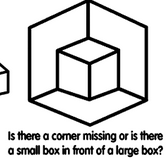 Is there a corner missing or is there
a small box in front of a large box?